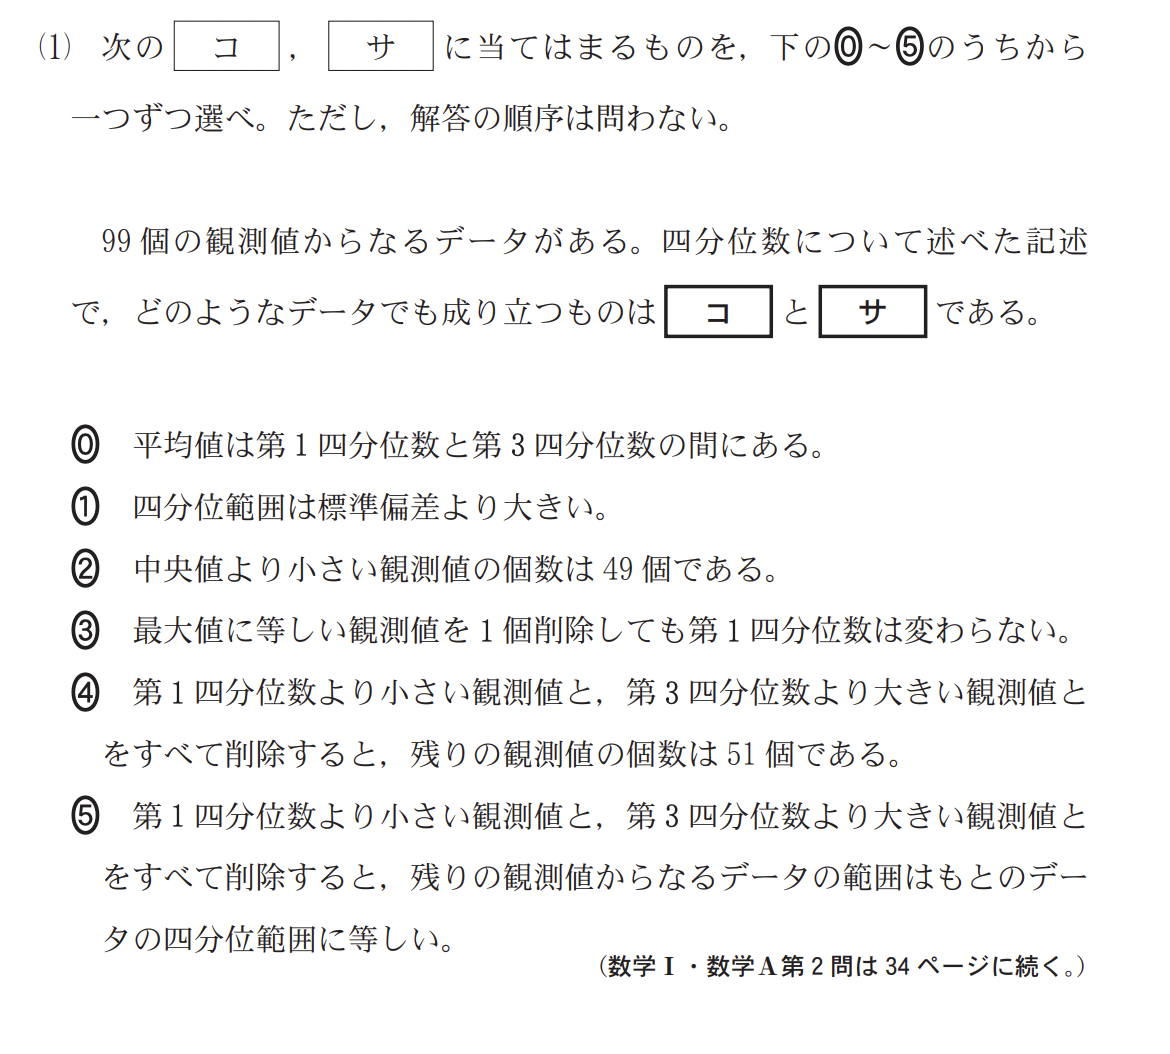 (1) 次の コ , サ に当てはまるものを, 下の⓪~⑤のうちから
一つずつ選べ。ただし, 解答の順序は問わない。
99個の観測値からなるデータがある。四分位数について述べた記述
で, どのようなデータでも成り立つものは コ と サ である。
⓪ 平均値は第1四分位数と第3四分位数の間にある。
① 四分位範囲は標準偏差より大きい。
② 中央値より小さい観測値の個数は49個である。
③ 最大値に等しい観測値を1個削除しても第1四分位数は変わらない。
④ 第1四分位数より小さい観測値と, 第3四分位数より大きい観測値と
をすべて削除すると, 残りの観測値の個数は51個である。
⑤ 第1四分位数より小さい観測値と, 第3四分位数より大きい観測値と
をすべて削除すると, 残りの観測値からなるデータの範囲はもとのデー
タの四分位範囲に等しい。
(数学Ⅰ・数学A第2問は34ページに続く。)